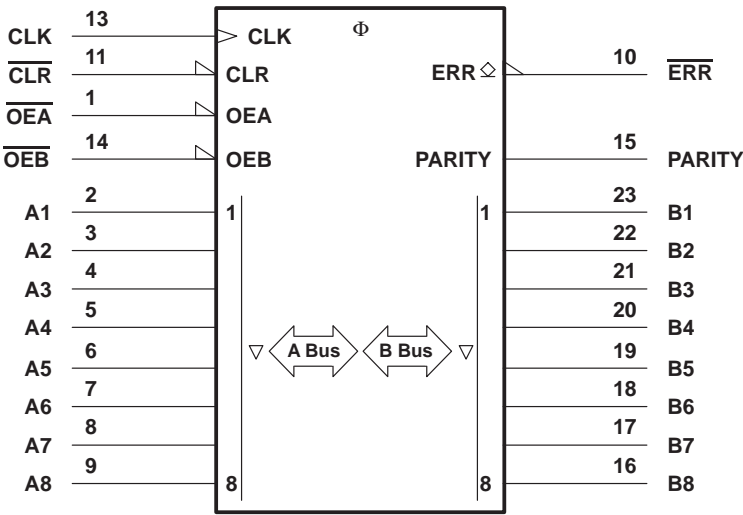 CLK 13 CLK Φ
CLR 11 CLR ERR 10 ERR
OEA 1 OEA
OEB 14 OEB PARITY 15 PARITY
A1 2 1 1 23 B1
A2 3 22 B2
A3 4 21 B3
A4 5 20 B4
A Bus B Bus
A5 6 19 B5
A6 7 18 B6
A7 8 17 B7
A8 9 8 8 16 B8